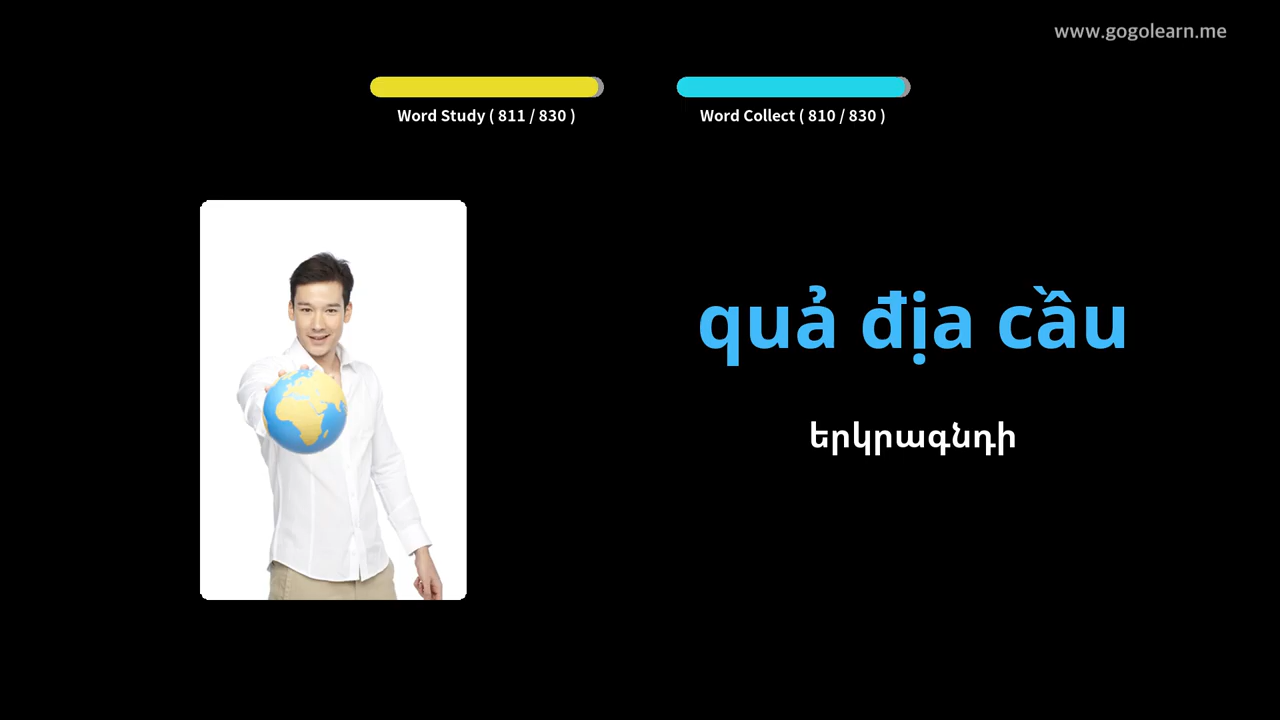 www.gogolearn.me
Word Study ( 811 / 830 )
Word Collect ( 810 / 830 )
quả địa cầu
երկրագնդի